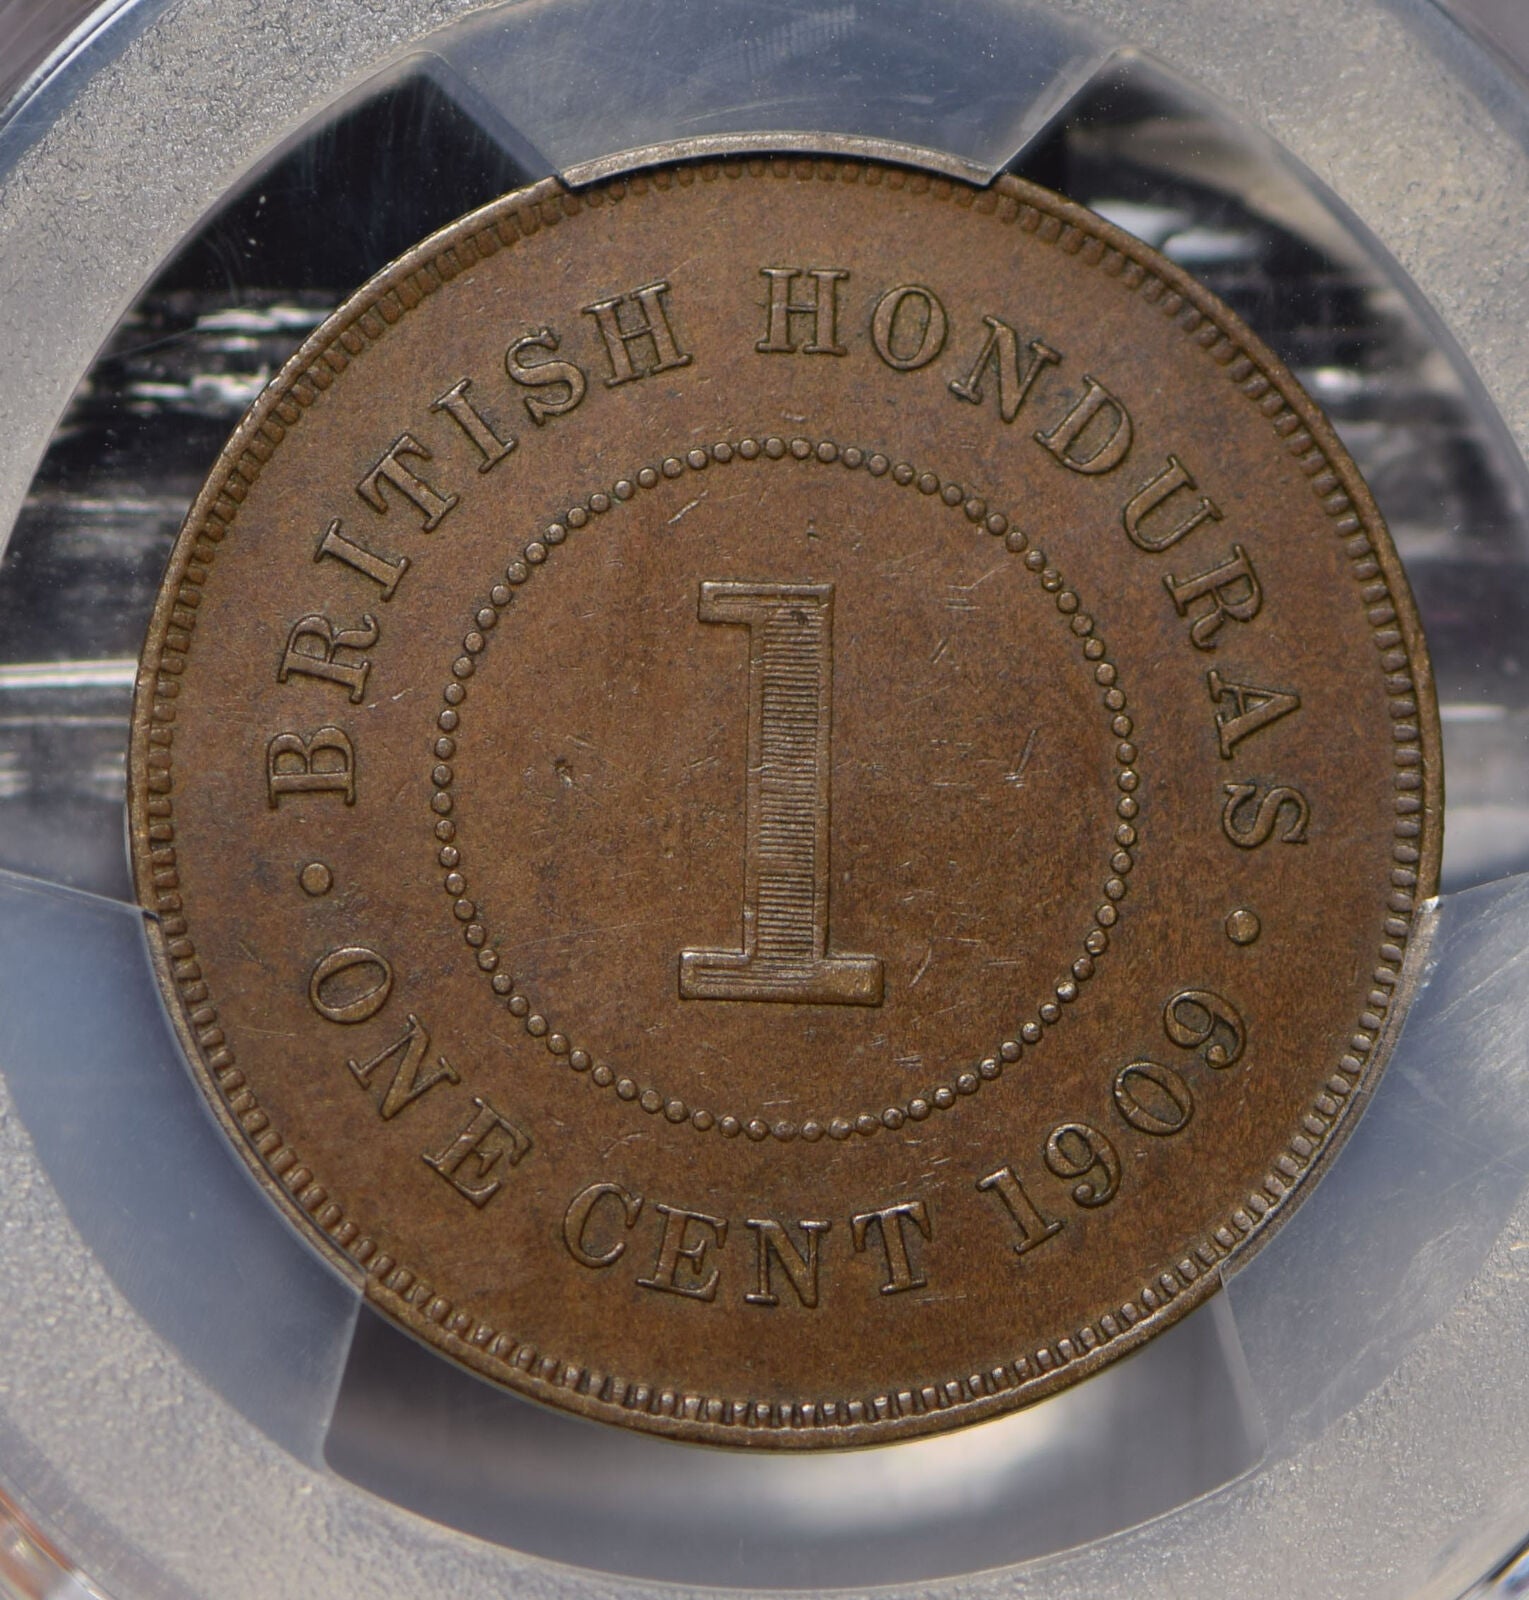 BRITISH HONDURAS
· ONE CENT 1909 ·
1